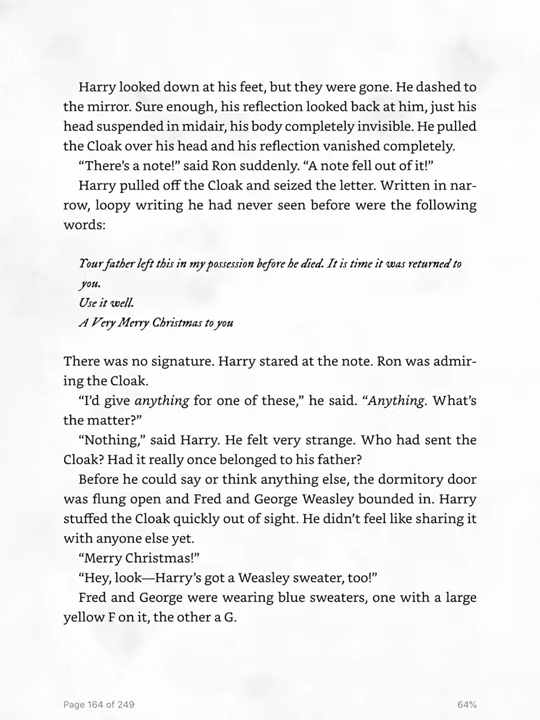 Harry looked down at his feet, but they were gone. He dashed to
the mirror. Sure enough, his reflection looked back at him, just his
head suspended in midair, his body completely invisible. He pulled
the Cloak over his head and his reflection vanished completely.
“There’s a note!” said Ron suddenly. “A note fell out of it!”
Harry pulled off the Cloak and seized the letter. Written in nar-
row, loopy writing he had never seen before were the following
words:
Your father left this in my possession before he died. It is time it was returned to
you.
Use it well.
A Very Merry Christmas to you
There was no signature. Harry stared at the note. Ron was admir-
ing the Cloak.
“I’d give anything for one of these,” he said. “Anything. What’s
the matter?”
“Nothing,” said Harry. He felt very strange. Who had sent the
Cloak? Had it really once belonged to his father?
Before he could say or think anything else, the dormitory door
was flung open and Fred and George Weasley bounded in. Harry
stuffed the Cloak quickly out of sight. He didn’t feel like sharing it
with anyone else yet.
“Merry Christmas!”
“Hey, look—Harry’s got a Weasley sweater, too!”
Fred and George were wearing blue sweaters, one with a large
yellow F on it, the other a G.
Page 164 of 249
64%